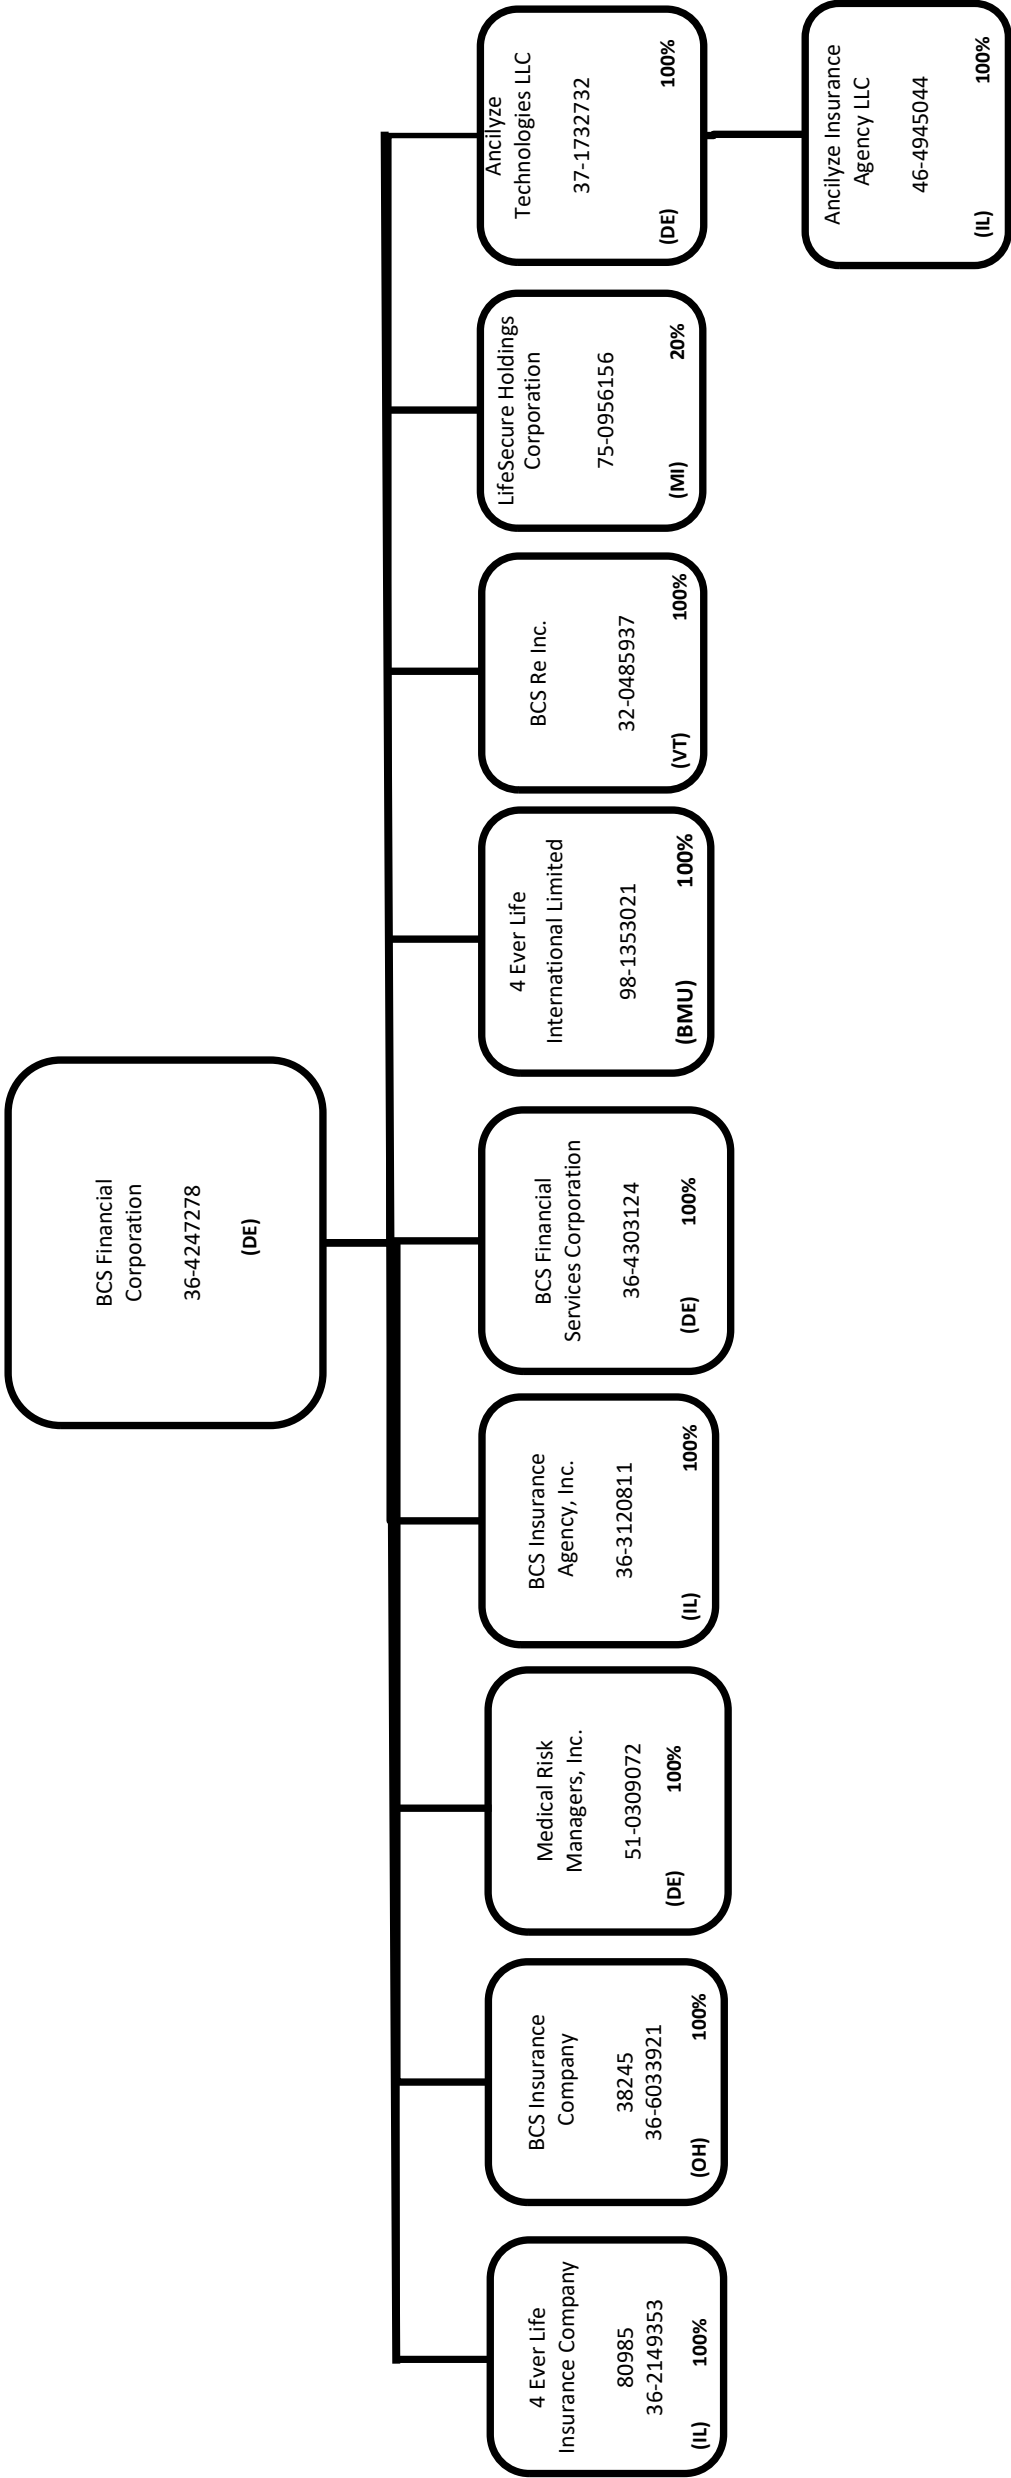 BCS Financial
Corporation
36-4247278
(DE)
4 Ever Life
Insurance Company
80985
36-2149353
(IL) 100%
BCS Insurance
Company
38245
36-6033921
(OH) 100%
Medical Risk
Managers, Inc.
51-0309072
(DE) 100%
BCS Insurance
Agency, Inc.
36-3120811
(IL) 100%
BCS Financial
Services Corporation
36-4303124
(DE) 100%
4 Ever Life
International Limited
98-1353021
(BMU) 100%
BCS Re Inc.
32-0485937
(VT) 100%
LifeSecure Holdings
Corporation
75-0956156
(MI) 20%
Ancilyze
Technologies LLC
37-1732732
(DE) 100%
Ancilyze Insurance
Agency LLC
46-4945044
(IL) 100%